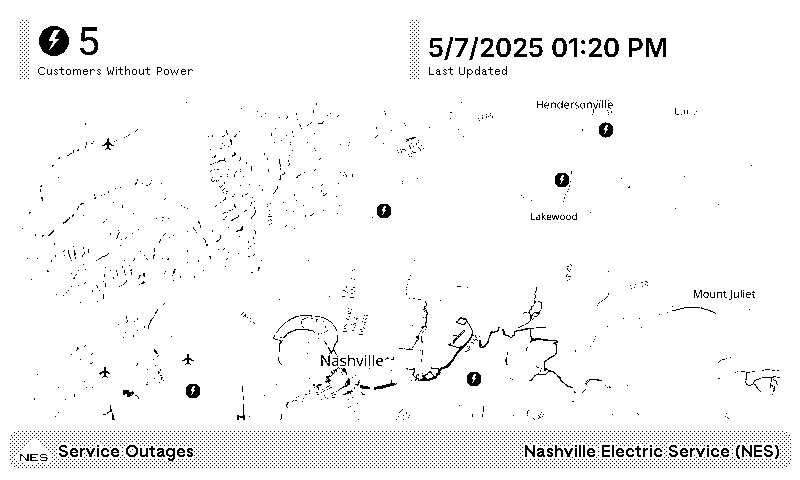 5
Customers Without Power
5/7/2025 01:20 PM
Last Updated
Hendersonville
Lakewood
Mount Juliet
Nashville
NES
Service Outages
Nashville Electric Service (NES)